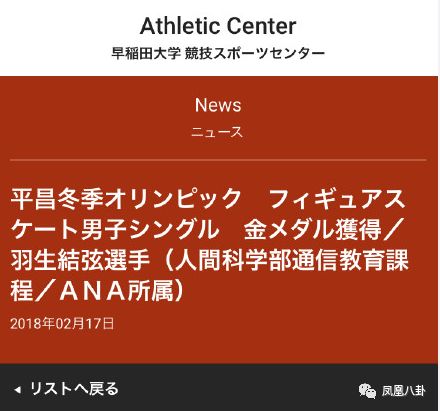 Athletic Center
早稲田大学 競技スポーツセンター
News
ニュース
平昌冬季オリンピック　フィギュアス
ケート男子シングル　金メダル獲得／
羽生結弦選手（人間科学部通信教育課
程／ＡＮＡ所属）
2018年02月17日
◂ リストへ戻る
凤凰八卦